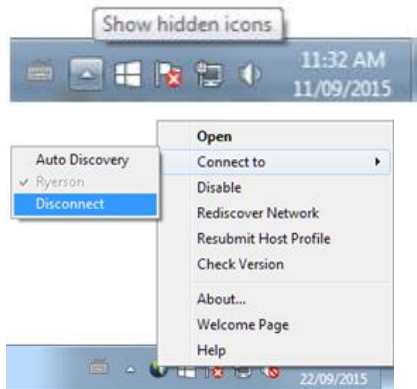 Show hidden icons
11:32 AM
11/09/2015
Open
Connect to
Disable
Rediscover Network
Resubmit Host Profile
Check Version
About...
Welcome Page
Help
Auto Discovery
Ryerson
Disconnect
22/09/2015